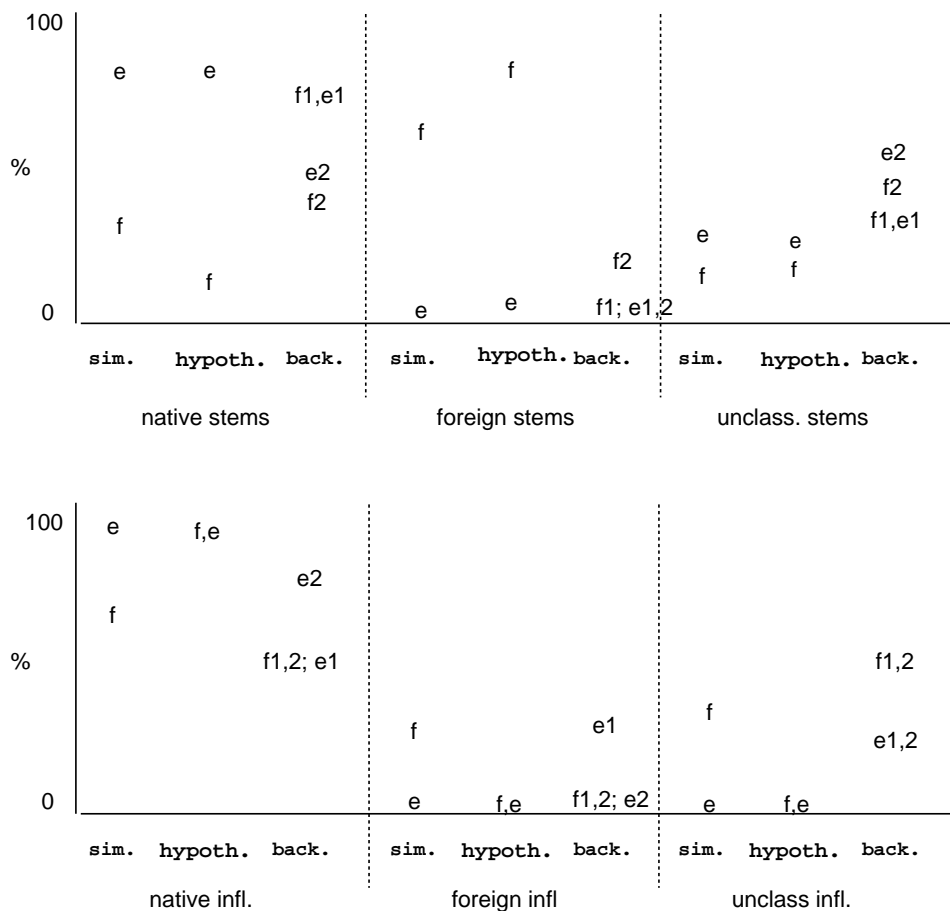 100
e e f
f1,e1
f
% e2 e2
f2 f2
f f1,e1
e e
f f2 f f
0 e e f1; e1,2
sim. hypoth. back. sim. hypoth. back. sim. hypoth. back.
native stems foreign stems unclass. stems
100
e f,e
e2
f
% f1,2; e1 f1,2
f e1 f e1,2
0 e f,e f1,2; e2 e f,e
sim. hypoth. back. sim. hypoth. back. sim. hypoth. back.
native infl. foreign infl unclass infl.